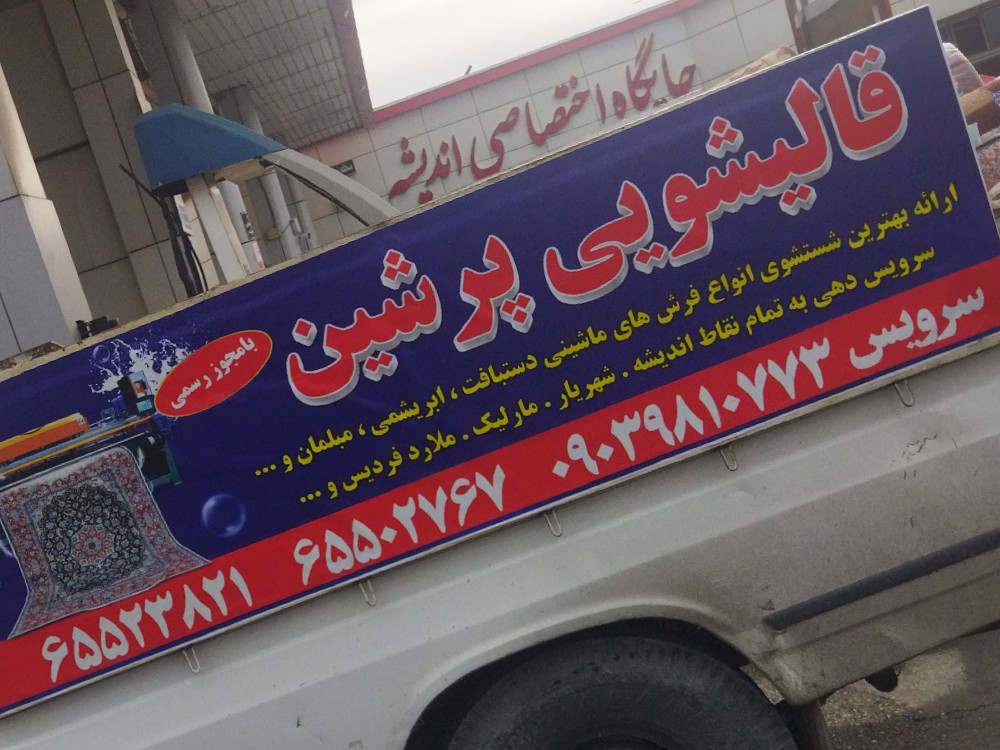 جایگاه اختصاصی اندیشه
قالیشویی پرشین
بامجوز رسمی
ارائه بهترین شستشوی انواع فرش های ماشینی دستبافت ، ابریشمی ، مبلمان و ...
سرویس دهی به تمام نقاط اندیشه . شهریار . مارلیک . ملارد فردیس و ...
سرویس ۰۹۰۳۹۸۱۰۷۷۳ ۶۵۵۰۲۷۶۷ ۶۵۵۲۳۸۲۱